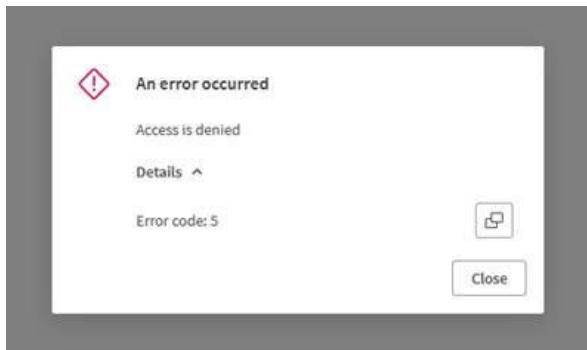 An error occurred
Access is denied
Details
Error code: 5
Close